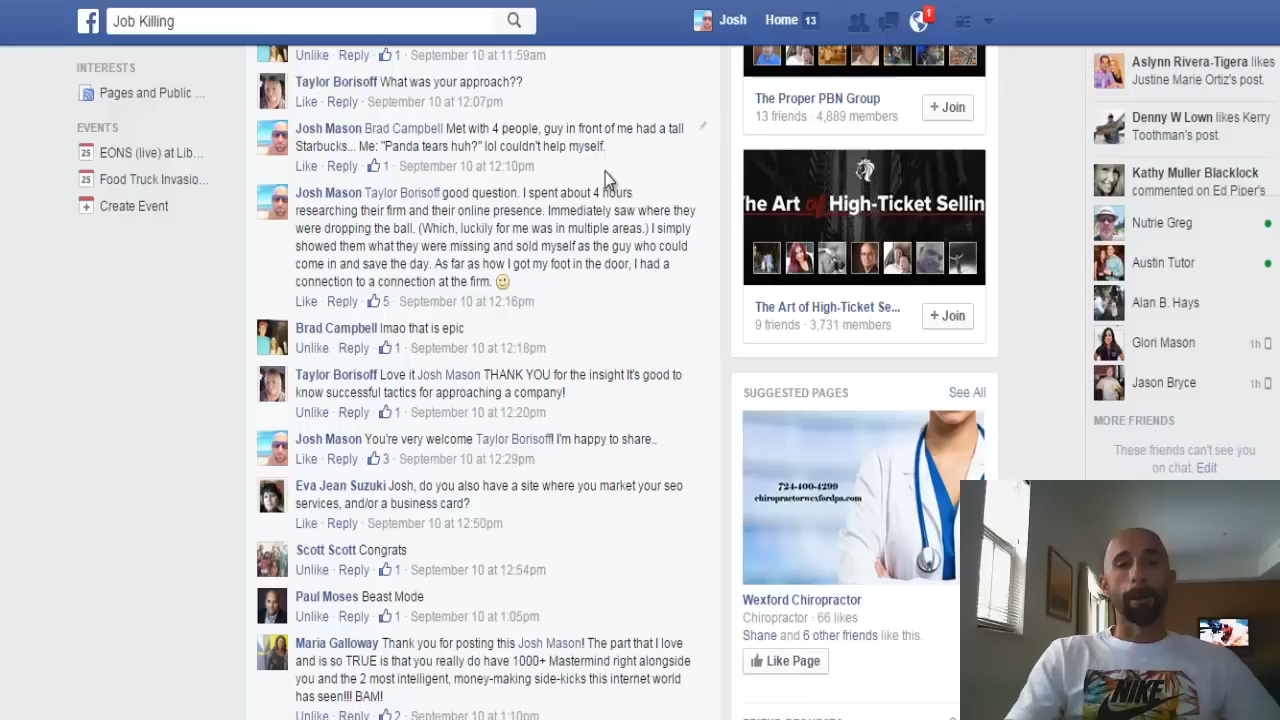 Job Killing
Josh
Home 13
1
INTERESTS
Pages and Public ...
EVENTS
25 EONS (live) at Lib...
25 Food Truck Invasio...
Create Event
Unlike · Reply · 1 · September 10 at 11:59am
Taylor Borisoff What was your approach??
Like · Reply · September 10 at 12:07pm
Josh Mason Brad Campbell Met with 4 people, guy in front of me had a tall
Starbucks... Me: "Panda tears huh?" lol couldn't help myself.
Like · Reply · 1 · September 10 at 12:10pm
Josh Mason Taylor Borisoff good question. I spent about 4 hours
researching their firm and their online presence. Immediately saw where they
were dropping the ball. (Which, luckily for me was in multiple areas.) I simply
showed them what they were missing and sold myself as the guy who could
come in and save the day. As far as how I got my foot in the door, I had a
connection to a connection at the firm.
Like · Reply · 5 · September 10 at 12:16pm
Brad Campbell lmao that is epic
Unlike · Reply · 1 · September 10 at 12:18pm
Taylor Borisoff Love it Josh Mason THANK YOU for the insight It's good to
know successful tactics for approaching a company!
Unlike · Reply · 1 · September 10 at 12:20pm
Josh Mason You're very welcome Taylor Borisoff! I'm happy to share..
Like · Reply · 3 · September 10 at 12:29pm
Eva Jean Suzuki Josh, do you also have a site where you market your seo
services, and/or a business card?
Like · Reply · September 10 at 12:50pm
Scott Scott Congrats
Unlike · Reply · 1 · September 10 at 12:54pm
Paul Moses Beast Mode
Unlike · Reply · 1 · September 10 at 1:05pm
Maria Galloway Thank you for posting this Josh Mason! The part that I love
and is so TRUE is that you really do have 1000+ Mastermind right alongside
you and the 2 most intelligent, money-making side-kicks this internet world
has seen!!! BAM!
Unlike · Reply · 2 · September 10 at 1:10pm
The Proper PBN Group
13 friends · 4,889 members
+ Join
The Art of High-Ticket Sellin
The Art of High-Ticket Se...
9 friends · 3,731 members
+ Join
SUGGESTED PAGES
See All
724-400-4299
chiropractorwexfordpa.com
Wexford Chiropractor
Chiropractor · 66 likes
Shane and 6 other friends like this.
Like Page
Aslynn Rivera-Tigera likes
Justine Marie Ortiz's post.
Denny W Lown likes Kerry
Toothman's post.
Kathy Muller Blacklock
commented on Ed Piper's
Nutrie Greg
Austin Tutor
Alan B. Hays
Glori Mason 1h
Jason Bryce 1h
MORE FRIENDS
These friends can't see you
on chat. Edit
NIKE